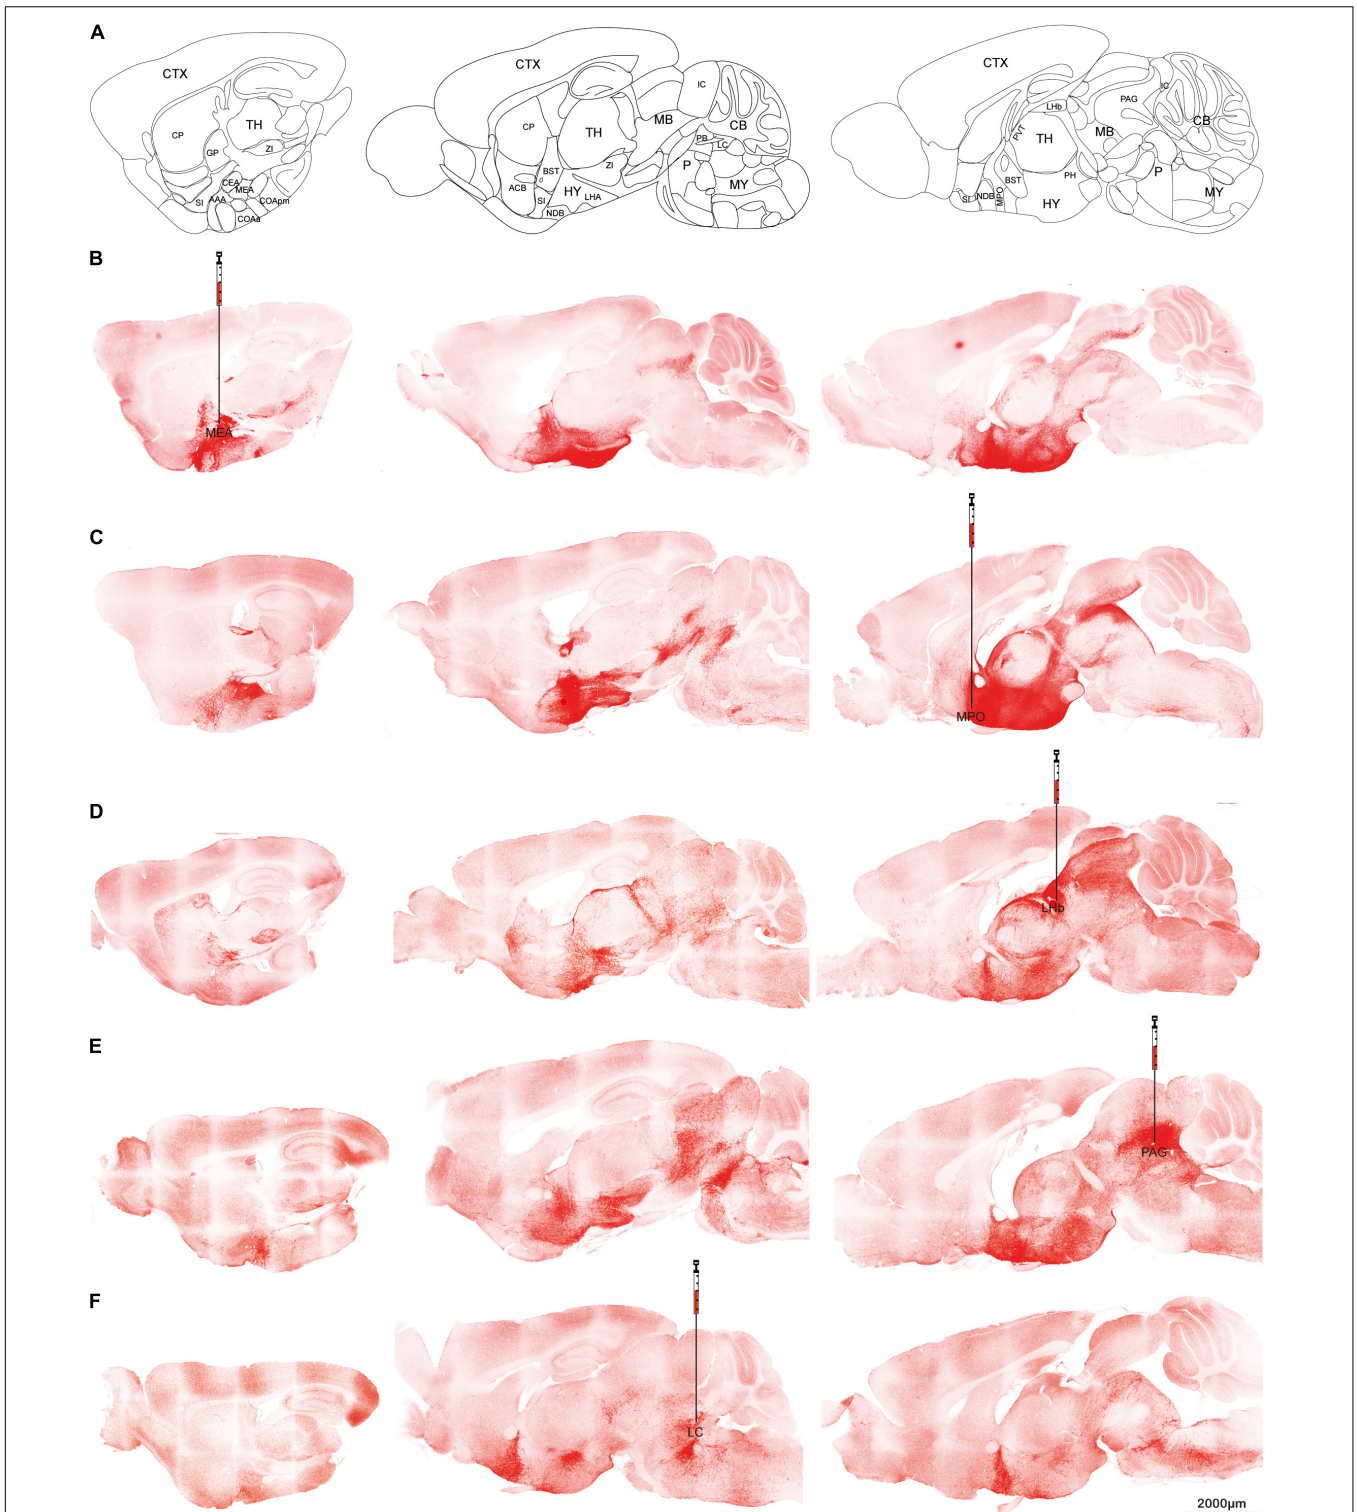 A
CTX
CP
GP
TH
ZI
CEA
MEA
AAA
SI
COApm
COAa
CTX
CP
ACB
BST
SI
NDB
HY
LHA
TH
ZI
MB
IC
CB
PB
LC
P
MY
CTX
LHb
PVT
TH
BST
SI
NDB
MPO
HY
PH
MB
PAG
IC
CB
P
MY
B
MEA
C
MPO
D
LHb
E
PAG
F
LC
2000µm